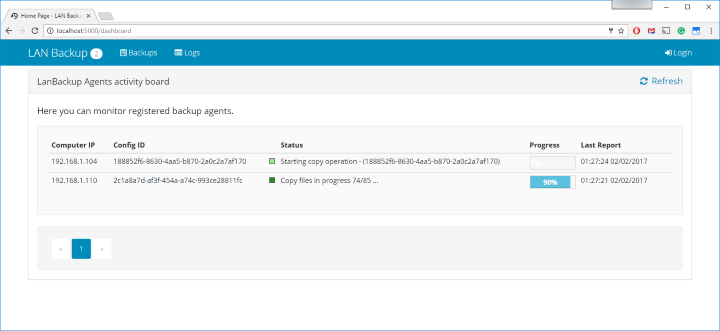 Home Page - LAN Backu
localhost:5000/dashboard
LAN Backup 2 Backups Logs Login
LanBackup Agents activity board Refresh
Here you can monitor registered backup agents.
Computer IP Config ID Status Progress Last Report
192.168.1.104 188852f6-8630-4aa5-b870-2a0c2a7af170 Starting copy operation - (188852f6-8630-4aa5-b870-2a0c2a7af170) 01:27:24 02/02/2017
192.168.1.110 2c1a8a7d-af3f-454a-a74c-993ce28811fc Copy files in progress 74/85 ... 90% 01:27:21 02/02/2017
« 1 »